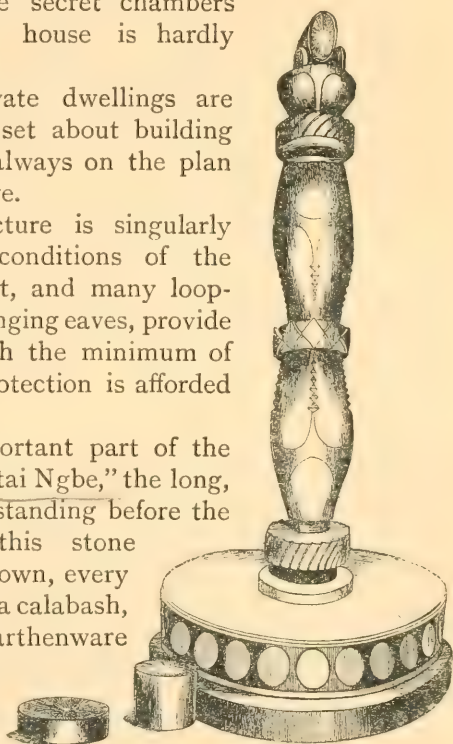 e secret chambers
house is hardly
vate dwellings are
set about building
always on the plan
ve.
cture is singularly
conditions of the
t, and many loop-
nging eaves, provide
h the minimum of
otection is afforded
portant part of the
tai Ngbe," the long,
standing before the
this stone
own, every
a calabash,
arthenware